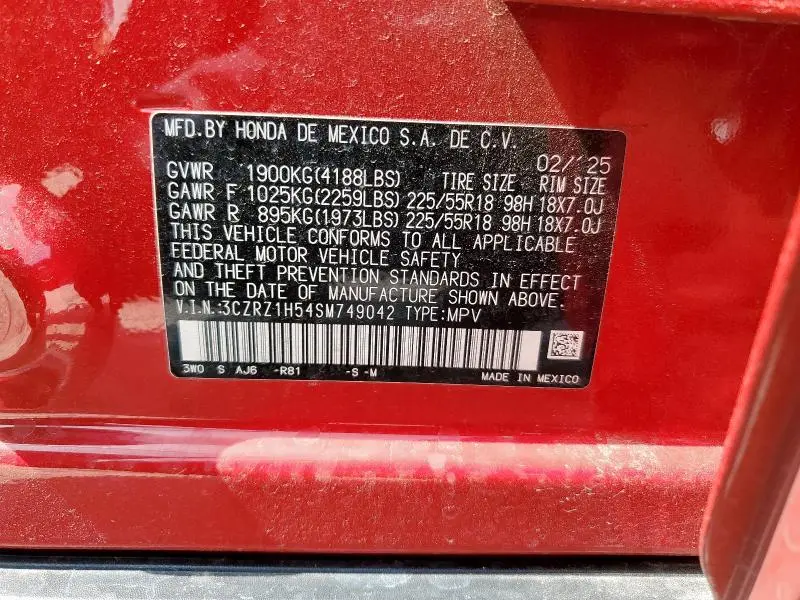 MFD.BY HONDA DE MEXICO S.A. DE C.V.
02/'25
GVWR 1900KG(4188LBS) TIRE SIZE RIM SIZE
GAWR F 1025KG(2259LBS) 225/55R18 98H 18X7.0J
GAWR R 895KG(1973LBS) 225/55R18 98H 18X7.0J
THIS VEHICLE CONFORMS TO ALL APPLICABLE
FEDERAL MOTOR VEHICLE SAFETY
AND THEFT PREVENTION STANDARDS IN EFFECT
ON THE DATE OF MANUFACTURE SHOWN ABOVE.
V.I.N.:3CZRZ1H54SM749042 TYPE:MPV
3W0 S AJ6 -R81 -S -M
MADE IN MEXICO